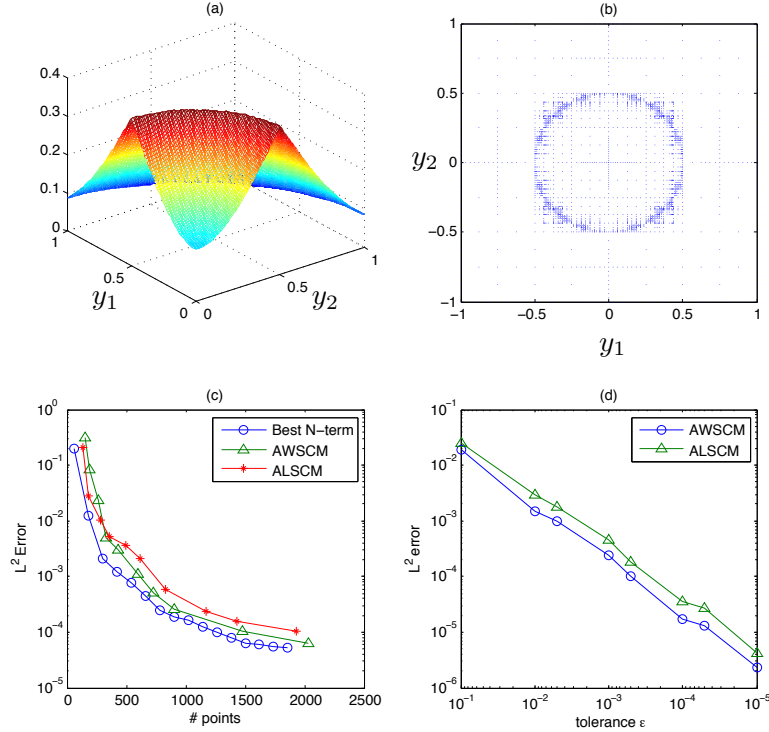 (a)
0.4
0.3
0.2
0.1
0
1
0.5
0
0
0.5
1
y₁
y₂
(b)
1
0.5
0
−0.5
−1
−1
−0.5
0
0.5
1
y₂
y₁
(c)
10⁰
10⁻¹
10⁻²
10⁻³
10⁻⁴
10⁻⁵
0
500
1000
1500
2000
2500
L² Error
# points
Best N−term
AWSCM
ALSCM
(d)
10⁻¹
10⁻²
10⁻³
10⁻⁴
10⁻⁵
10⁻⁶
10⁻¹
10⁻²
10⁻³
10⁻⁴
10⁻⁵
L² error
tolerance ε
AWSCM
ALSCM